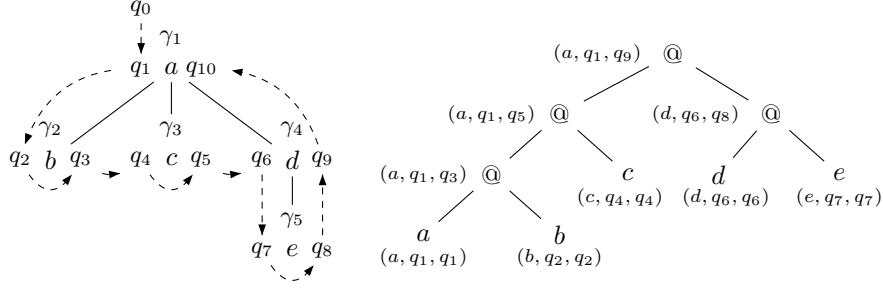 q₀
γ₁
q₁ a q₁₀
γ₂ γ₃ γ₄
q₂ b q₃ q₄ c q₅ q₆ d q₉
γ₅
q₇ e q₈
(a, q₁, q₉) @
(a, q₁, q₅) @ (d, q₆, q₈) @
(a, q₁, q₃) @ c d e
(c, q₄, q₄) (d, q₆, q₆) (e, q₇, q₇)
a b
(a, q₁, q₁) (b, q₂, q₂)